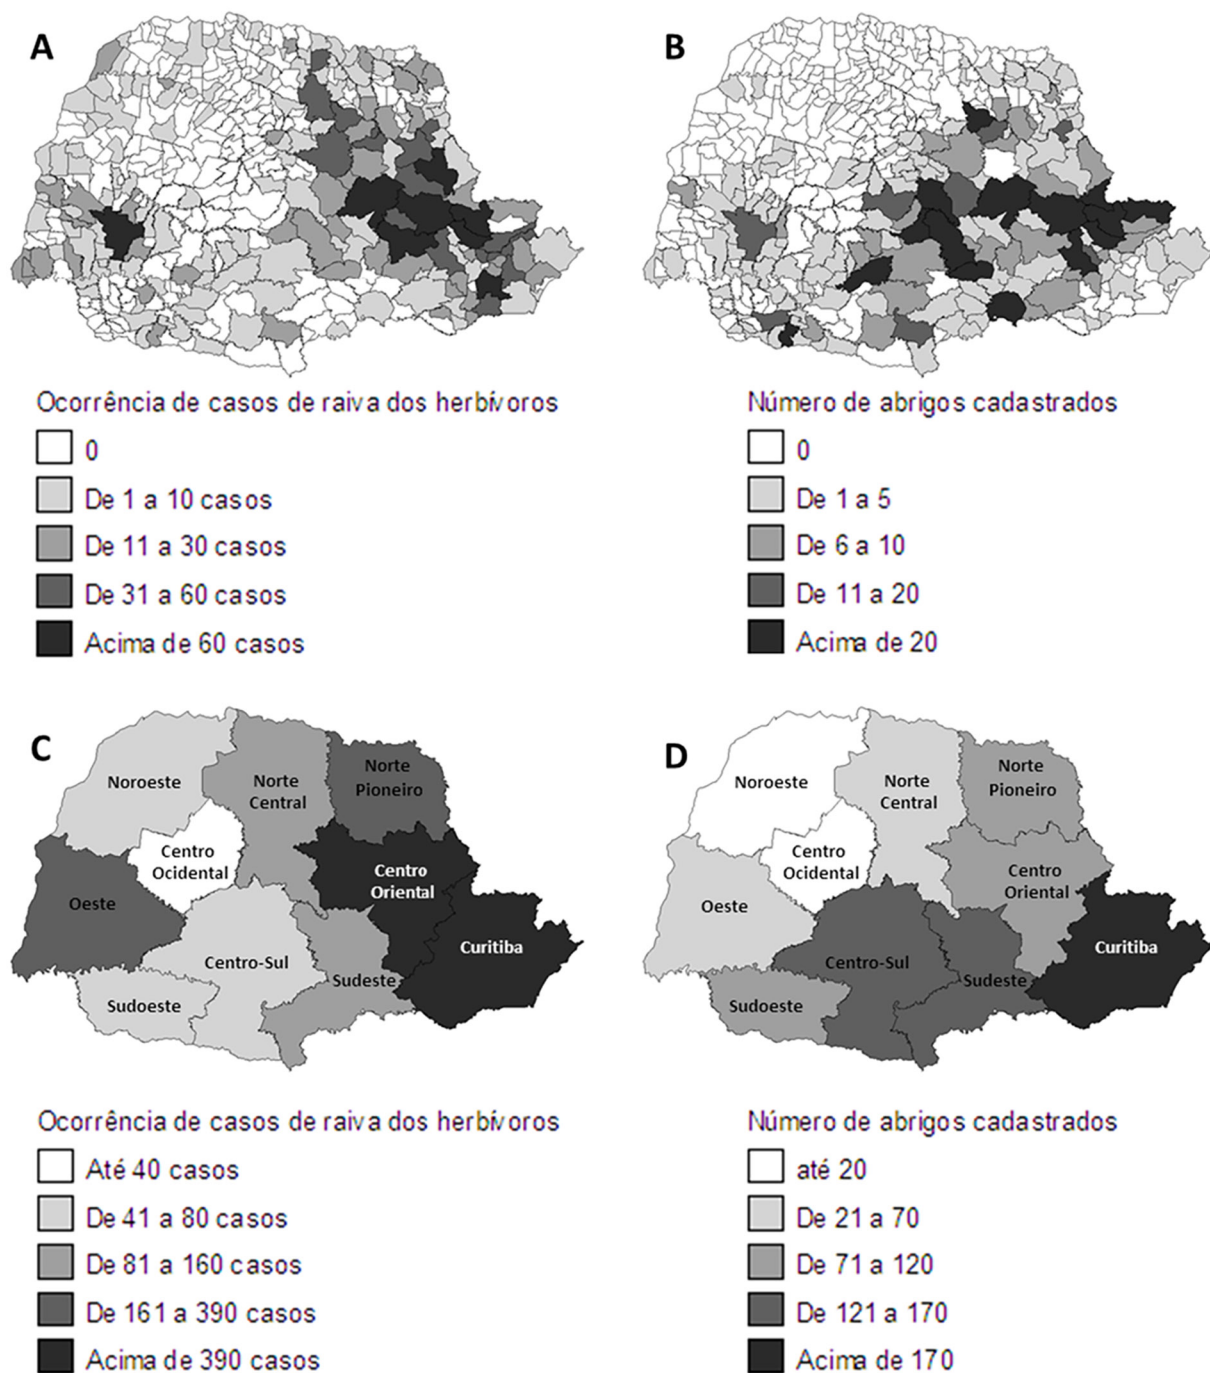 A
B
Ocorrência de casos de raiva dos herbívoros
0
De 1 a 10 casos
De 11 a 30 casos
De 31 a 60 casos
Acima de 60 casos
Número de abrigos cadastrados
0
De 1 a 5
De 6 a 10
De 11 a 20
Acima de 20
C
Noroeste
Norte
Central
Norte
Pioneiro
Centro
Ocidental
Centro
Oriental
Oeste
Curitiba
Centro-Sul
Sudeste
Sudoeste
D
Noroeste
Norte
Central
Norte
Pioneiro
Centro
Ocidental
Centro
Oriental
Oeste
Curitiba
Centro-Sul
Sudeste
Sudoeste
Ocorrência de casos de raiva dos herbívoros
Até 40 casos
De 41 a 80 casos
De 81 a 160 casos
De 161 a 390 casos
Acima de 390 casos
Número de abrigos cadastrados
até 20
De 21 a 70
De 71 a 120
De 121 a 170
Acima de 170